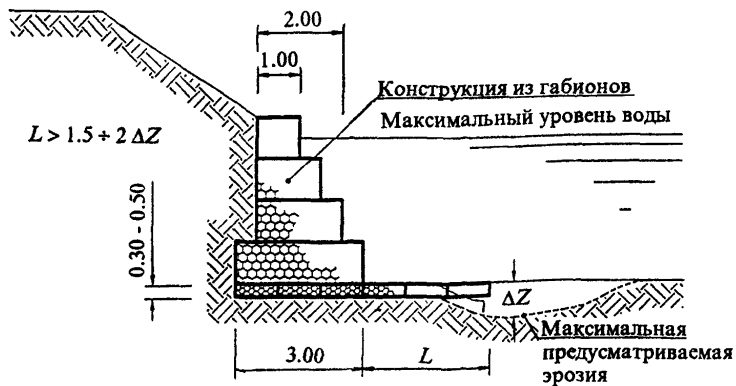 2.00
1.00
Конструкция из габионов
Максимальный уровень воды
L > 1.5 ÷ 2 ΔZ
0.30 - 0.50
ΔZ
3.00
L
Максимальная
предусматриваемая
эрозия